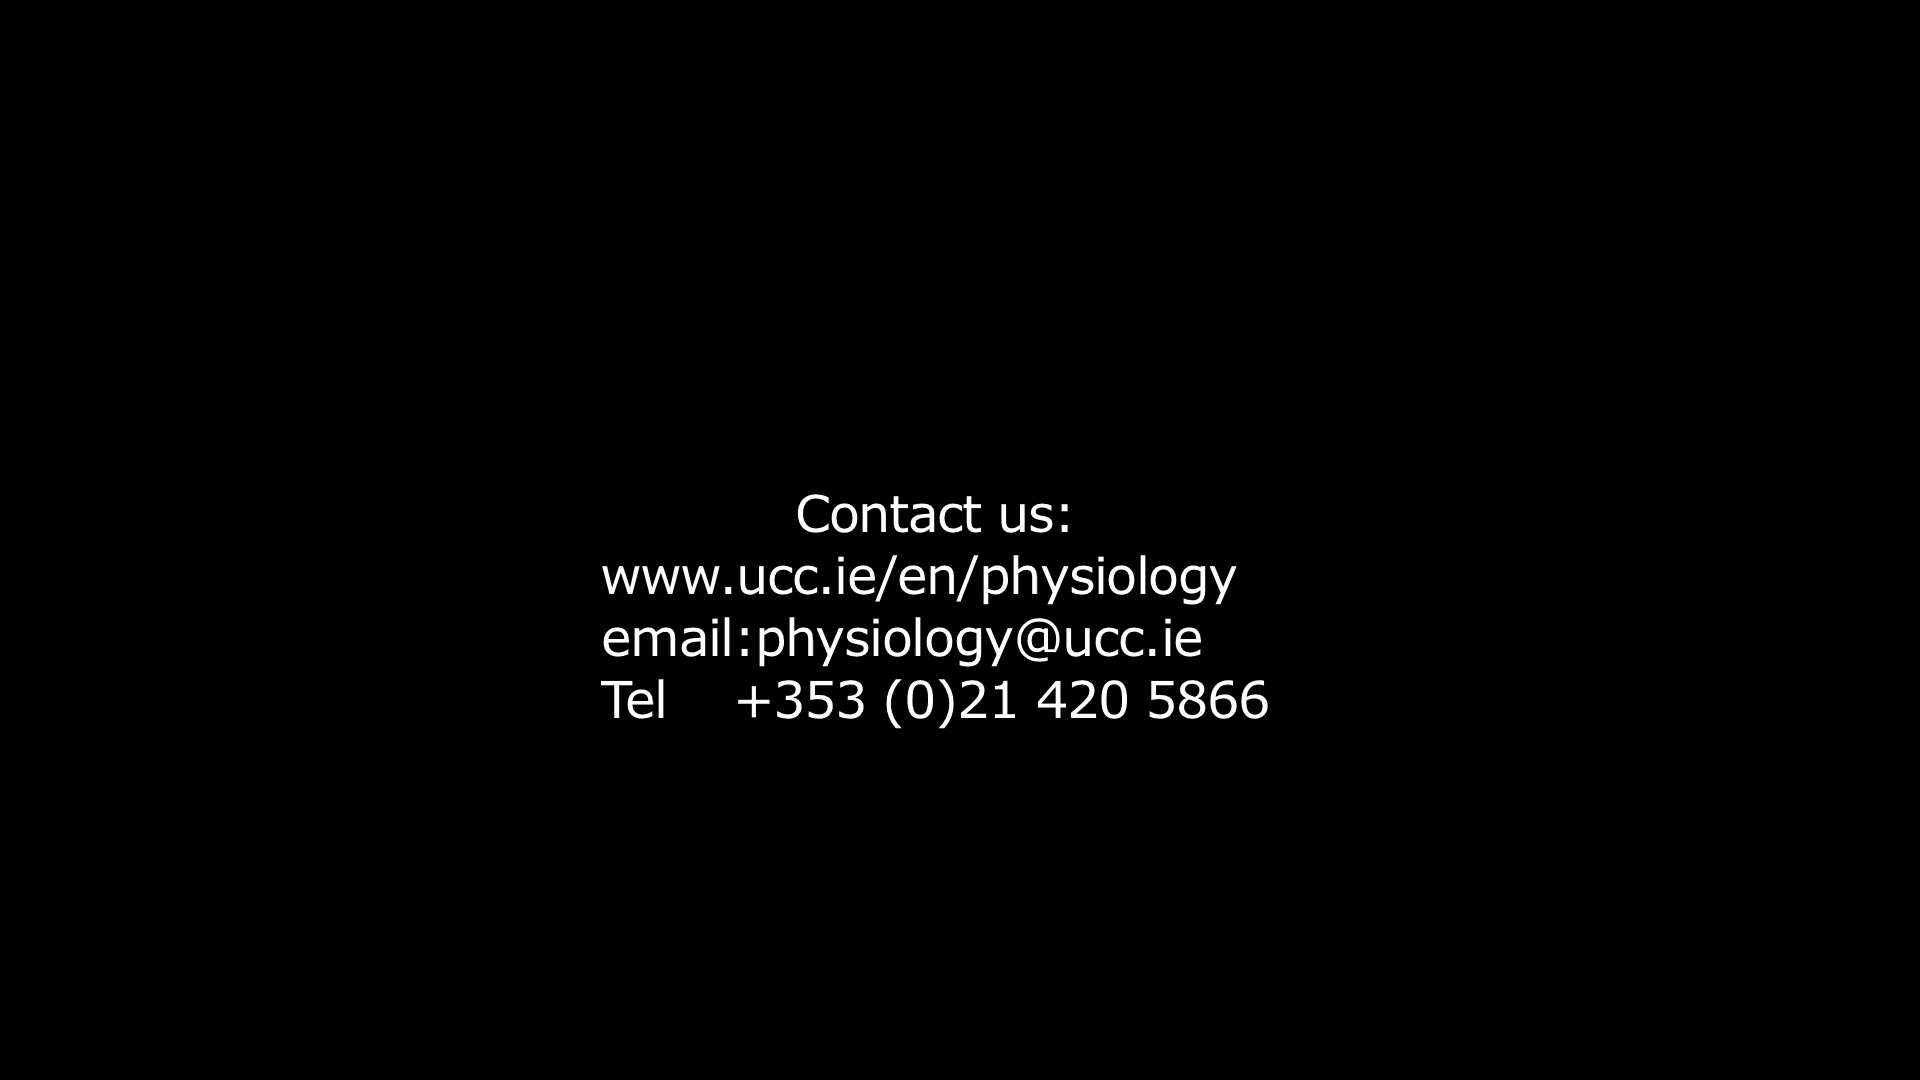 Contact us:
www.ucc.ie/en/physiology
email:physiology@ucc.ie
Tel +353 (0)21 420 5866